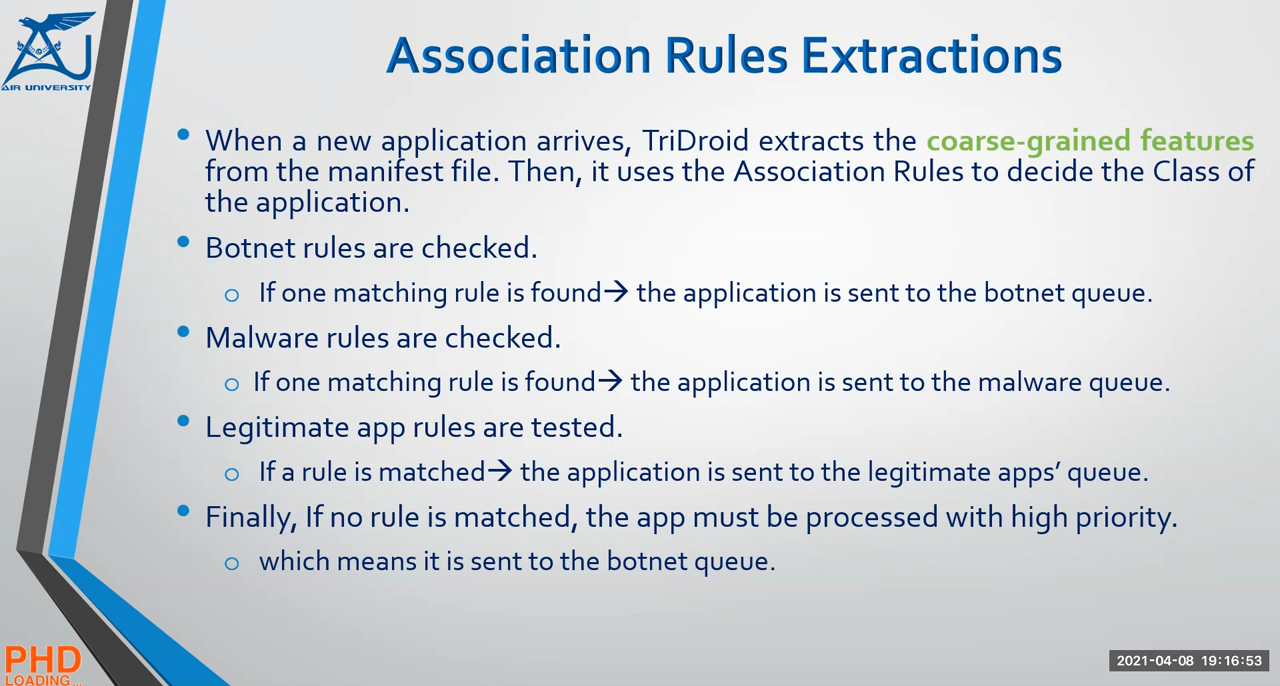 AIR UNIVERSITY
Association Rules Extractions
• When a new application arrives, TriDroid extracts the coarse-grained features
from the manifest file. Then, it uses the Association Rules to decide the Class of
the application.
• Botnet rules are checked.
o If one matching rule is found→ the application is sent to the botnet queue.
• Malware rules are checked.
o If one matching rule is found→ the application is sent to the malware queue.
• Legitimate app rules are tested.
o If a rule is matched→ the application is sent to the legitimate apps’ queue.
• Finally, If no rule is matched, the app must be processed with high priority.
o which means it is sent to the botnet queue.
PHD
LOADING...
2021-04-08 19:16:53